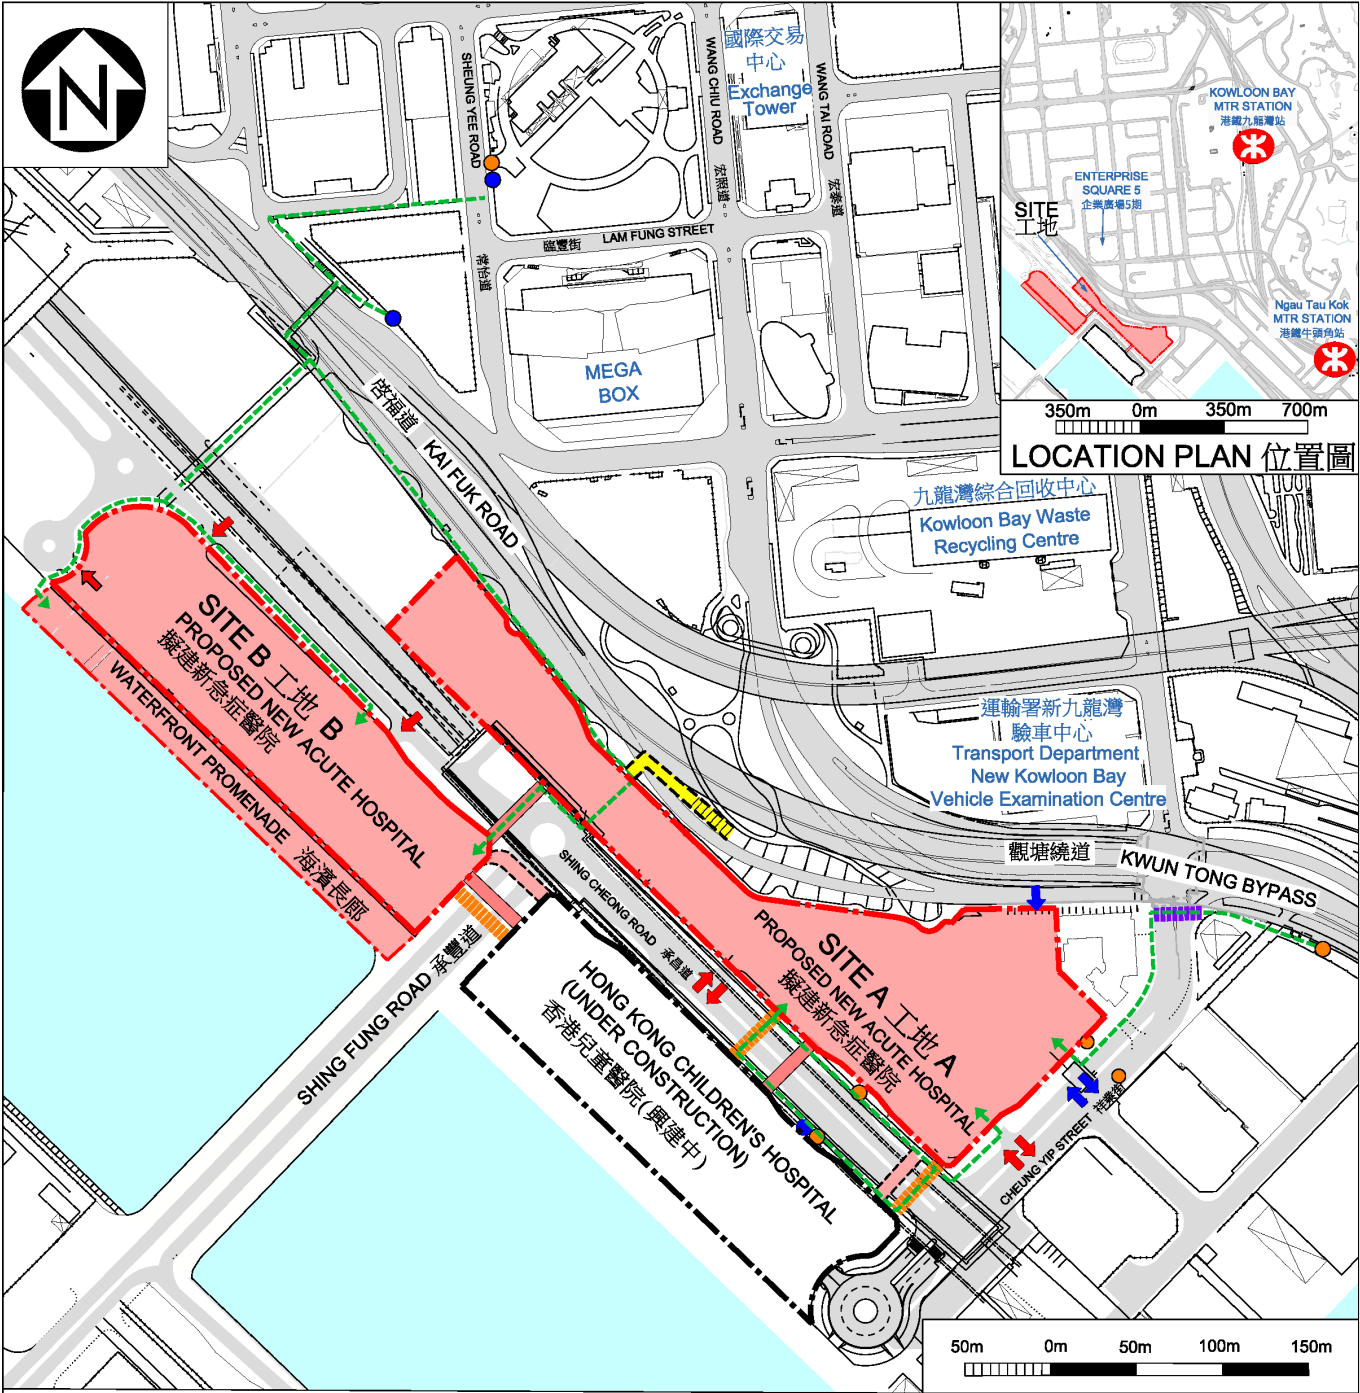 N
國際交易
中心
Exchange
Tower
SHEUNG YEE ROAD
常怡道
WANG CHIU ROAD
宏照道
WANG TAI ROAD
宏泰道
臨豐街 LAM FUNG STREET
MEGA
BOX
KOWLOON BAY
MTR STATION
港鐵九龍灣站
ENTERPRISE
SQUARE 5
企業廣場5期
SITE
工地
Ngau Tau Kok
MTR STATION
港鐵牛頭角站
350m 0m 350m 700m
LOCATION PLAN 位置圖
啓福道 KAI FUK ROAD
九龍灣綜合回收中心
Kowloon Bay Waste
Recycling Centre
運輸署新九龍灣
驗車中心
Transport Department
New Kowloon Bay
Vehicle Examination Centre
觀塘繞道 KWUN TONG BYPASS
SITE B 工地 B
PROPOSED NEW ACUTE HOSPITAL
擬建新急症醫院
WATERFRONT PROMENADE 海濱長廊
SHING CHEONG ROAD 承昌道
SITE A 工地 A
PROPOSED NEW ACUTE HOSPITAL
擬建新急症醫院
SHING FUNG ROAD 承豐道
HONG KONG CHILDREN'S HOSPITAL
(UNDER CONSTRUCTION)
香港兒童醫院(興建中)
CHEUNG YIP STREET 祥業街
50m 0m 50m 100m 150m